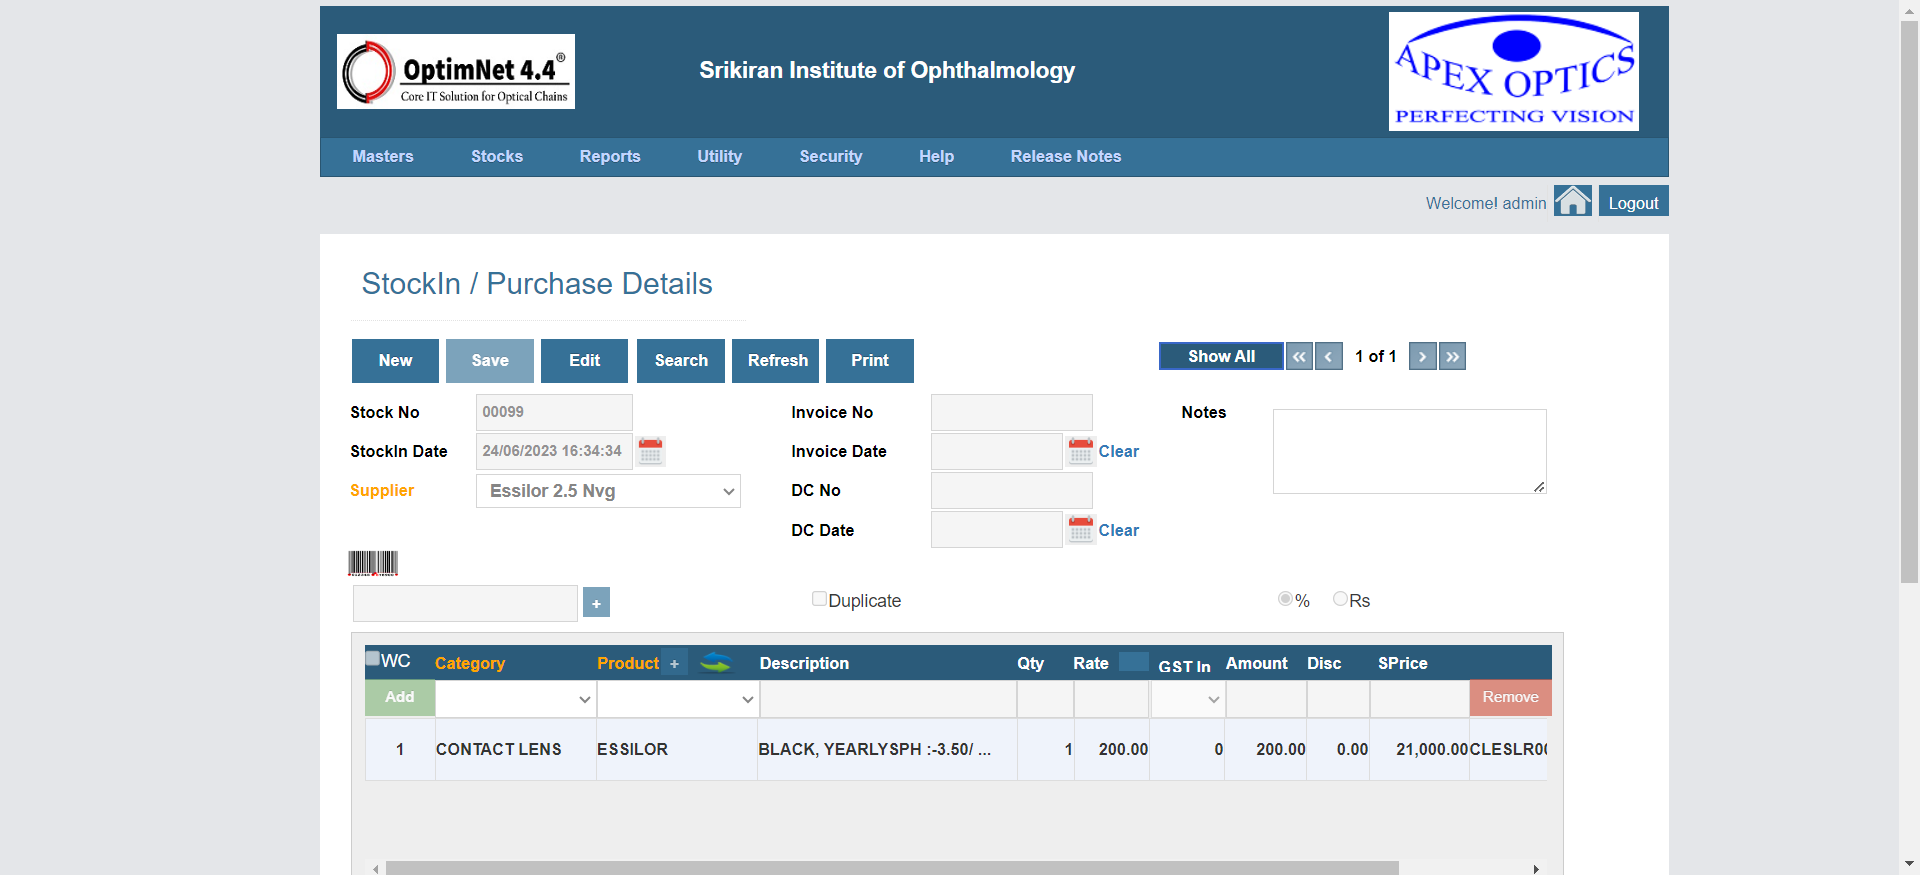 OptimNet 4.4®
Core IT Solution for Optical Chains
Srikiran Institute of Ophthalmology
APEX OPTICS
PERFECTING VISION
Masters Stocks Reports Utility Security Help Release Notes
Welcome! admin Logout
StockIn / Purchase Details
New Save Edit Search Refresh Print Show All « ‹ 1 of 1 › »
Stock No 00099 Invoice No Notes
StockIn Date 24/06/2023 16:34:34 Invoice Date Clear
Supplier Essilor 2.5 Nvg DC No
DC Date Clear
+ Duplicate % Rs
WC Category Product + Description Qty Rate GST In Amount Disc SPrice
Add Remove
1 CONTACT LENS ESSILOR BLACK, YEARLYSPH :-3.50/ ... 1 200.00 0 200.00 0.00 21,000.00 CLESLR00